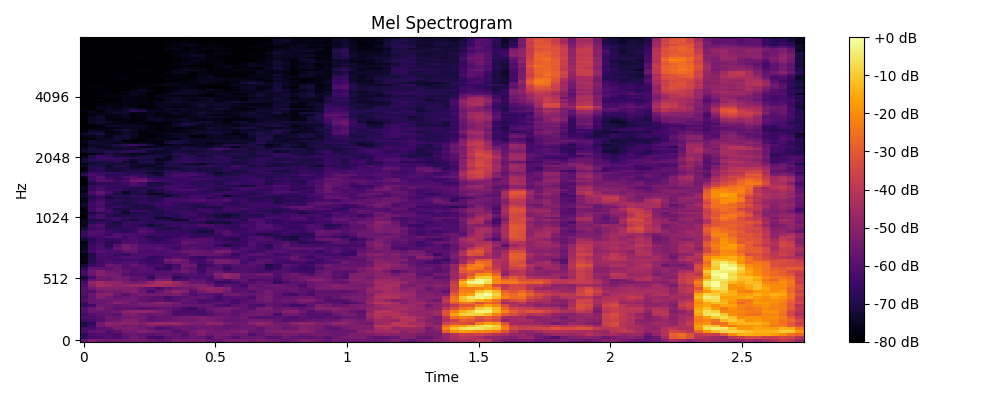 Mel Spectrogram
+0 dB
-10 dB
-20 dB
-30 dB
-40 dB
-50 dB
-60 dB
-70 dB
-80 dB
Hz
4096
2048
1024
512
0
0
0.5
1
1.5
2
2.5
Time